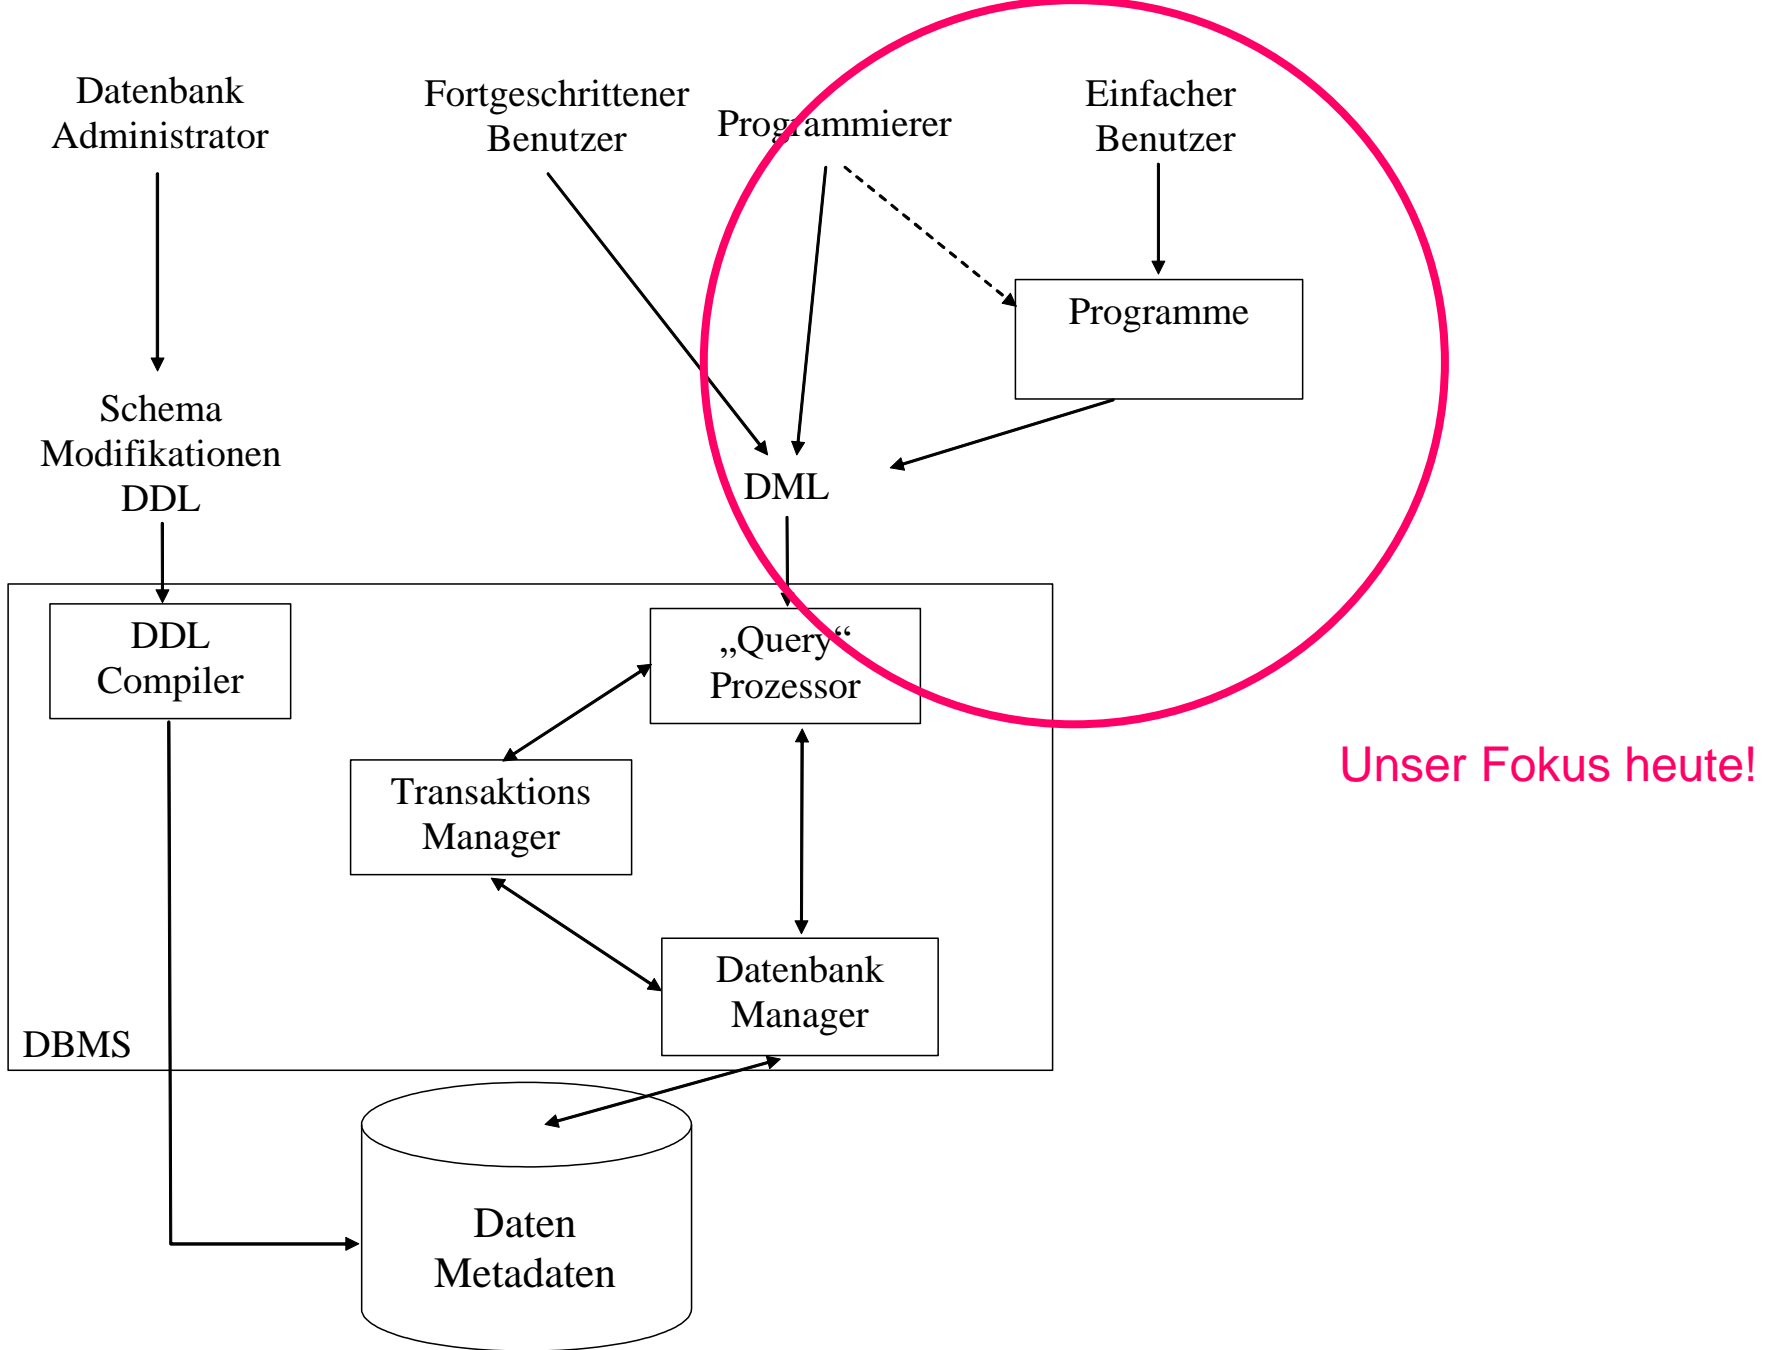 Datenbank
Administrator
Fortgeschrittener
Benutzer
Programmierer
Einfacher
Benutzer
Programme
Schema
Modifikationen
DDL
DML
DDL
Compiler
„Query“
Prozessor
Unser Fokus heute!
Transaktions
Manager
Datenbank
Manager
DBMS
Daten
Metadaten